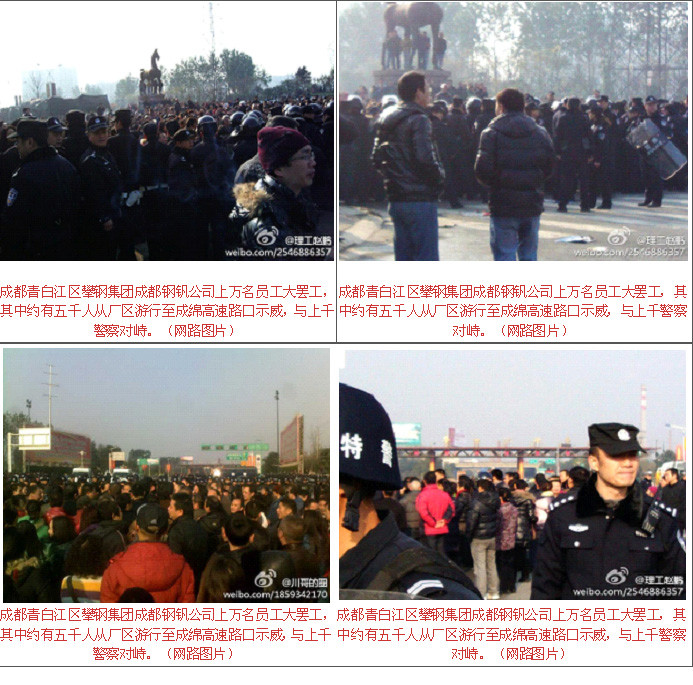 @理工赵鹏
weibo.com/2546886357
@理工赵鹏
weibo.com/2546886357
成都青白江区攀钢集团成都钢钒公司上万名员工大罢工，
其中约有五千人从厂区游行至成绵高速路口示威，与上千
警察对峙。（网路图片）
成都青白江区攀钢集团成都钢钒公司上万名员工大罢工，其
中约有五千人从厂区游行至成绵高速路口示威，与上千警察
对峙。（网路图片）
@川哥的哥
weibo.com/1859342170
特警
@理工赵鹏
weibo.com/2546886357
成都青白江区攀钢集团成都钢钒公司上万名员工大罢工，
其中约有五千人从厂区游行至成绵高速路口示威，与上千
警察对峙。（网路图片）
成都青白江区攀钢集团成都钢钒公司上万名员工大罢工，其
中约有五千人从厂区游行至成绵高速路口示威，与上千警察
对峙。（网路图片）